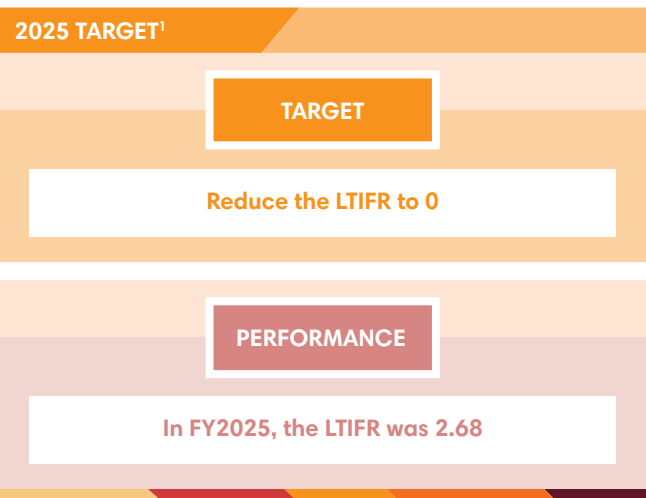 2025 TARGET¹
TARGET
Reduce the LTIFR to 0
PERFORMANCE
In FY2025, the LTIFR was 2.68